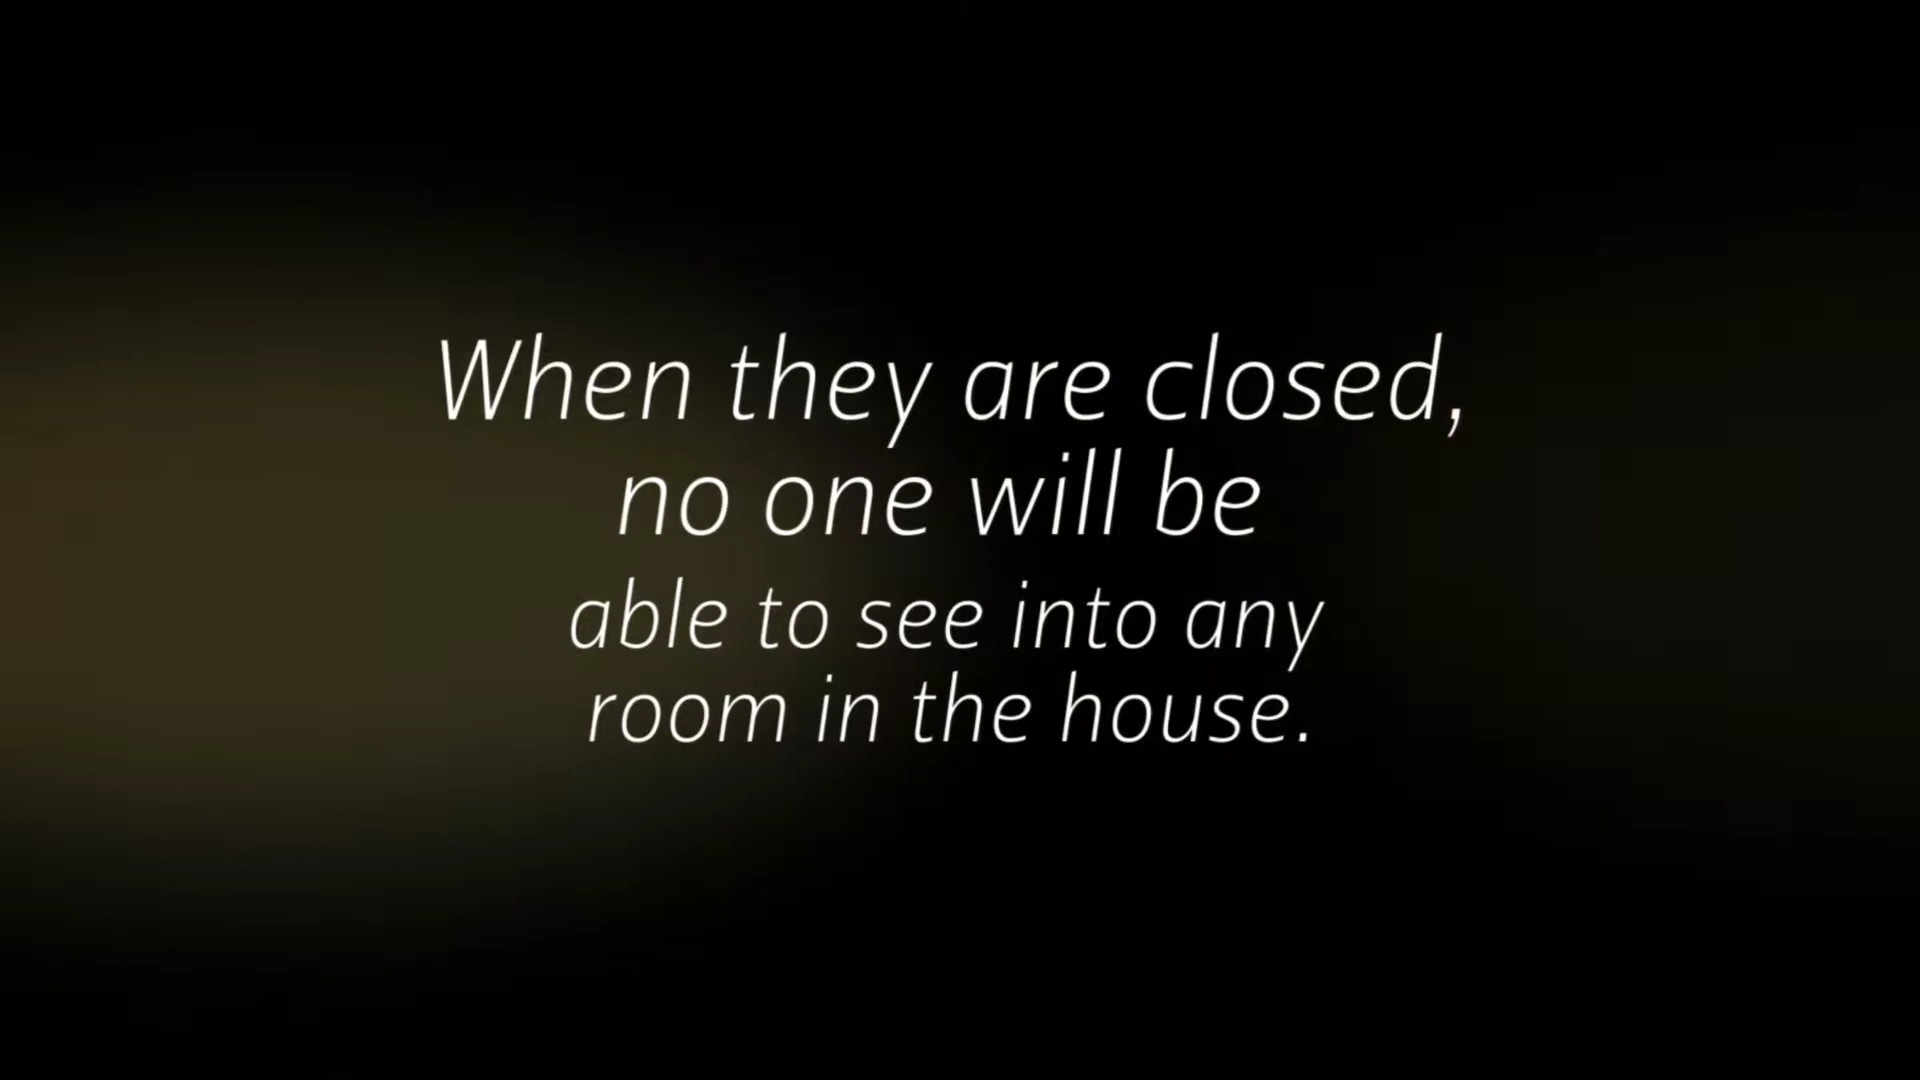 When they are closed,
no one will be
able to see into any
room in the house.